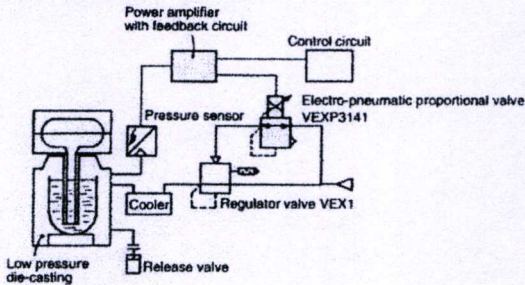 Power amplifier
with feedback circuit
Control circuit
Electro-pneumatic proportional valve
VEXP3141
Pressure sensor
Cooler
Regulator valve VEX1
Low pressure
die-casting
Release valve